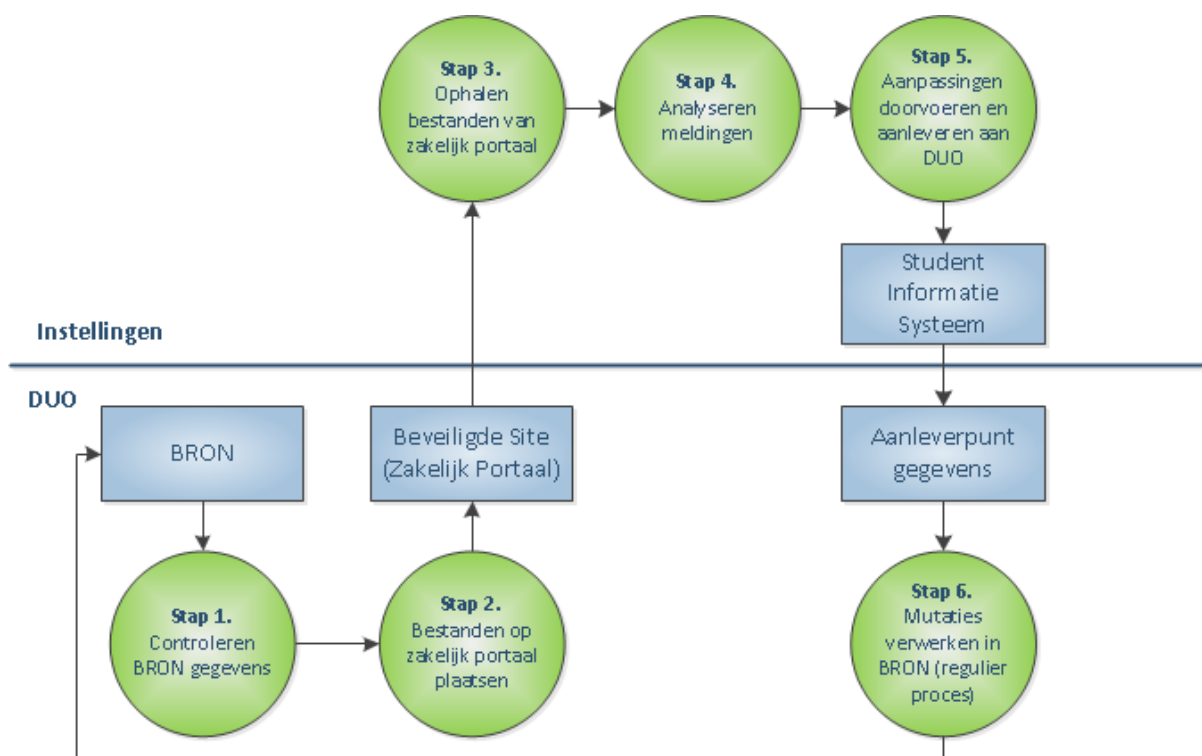 Stap 3.
Ophalen
bestanden van
zakelijk portaal
Stap 4.
Analyseren
meldingen
Stap 5.
Aanpassingen
doorvoeren en
aanleveren aan
DUO
Student
Informatie
Systeem
Instellingen
DUO
BRON
Beveiligde Site
(Zakelijk Portaal)
Aanleverpunt
gegevens
Stap 1.
Controleren
BRON gegevens
Stap 2.
Bestanden op
zakelijk portaal
plaatsen
Stap 6.
Mutaties
verwerken in
BRON (regulier
proces)